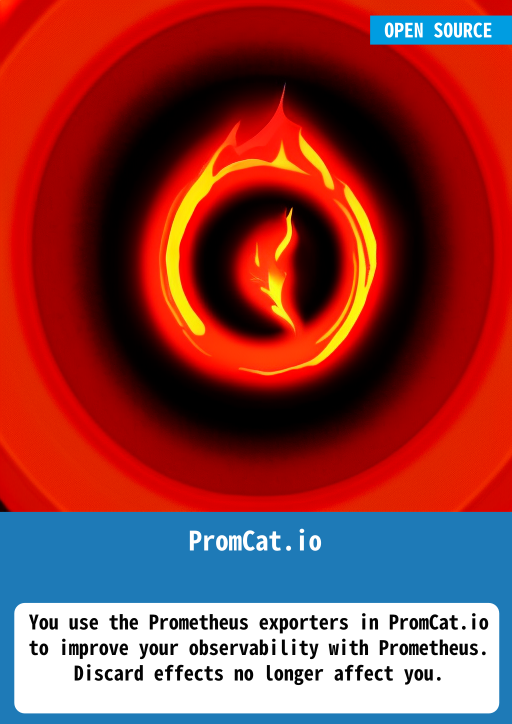 OPEN SOURCE
PromCat.io
You use the Prometheus exporters in PromCat.io
to improve your observability with Prometheus.
Discard effects no longer affect you.